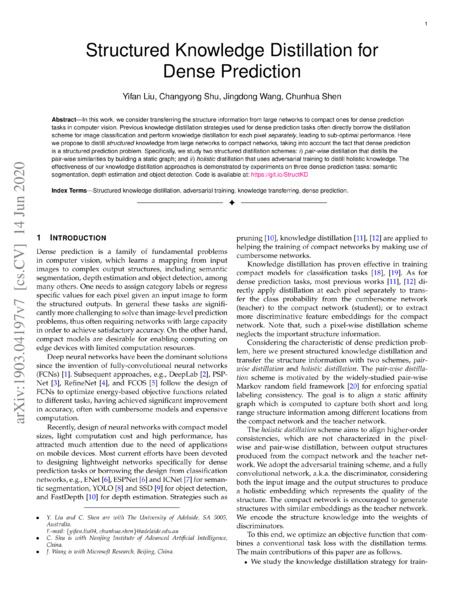 1
Structured Knowledge Distillation for
Dense Prediction
Yifan Liu, Changyong Shu, Jingdong Wang, Chunhua Shen
Abstract—In this work, we consider transferring the structure information from large networks to compact ones for dense prediction
tasks in computer vision. Previous knowledge distillation strategies used for dense prediction tasks often directly borrow the distillation
scheme for image classification and perform knowledge distillation for each pixel separately, leading to sub-optimal performance. Here
we propose to distill structured knowledge from large networks to compact networks, taking into account the fact that dense prediction
is a structured prediction problem. Specifically, we study two structured distillation schemes: i) pair-wise distillation that distills the
pair-wise similarities by building a static graph; and ii) holistic distillation that uses adversarial training to distill holistic knowledge. The
effectiveness of our knowledge distillation approaches is demonstrated by experiments on three dense prediction tasks: semantic
segmentation, depth estimation and object detection. Code is available at: https://git.io/StructKD
Index Terms—Structured knowledge distillation, adversarial training, knowledge transferring, dense prediction.
arXiv:1903.04197v7 [cs.CV] 14 Jun 2020
1 INTRODUCTION
Dense prediction is a family of fundamental problems
in computer vision, which learns a mapping from input
images to complex output structures, including semantic
segmentation, depth estimation and object detection, among
many others. One needs to assign category labels or regress
specific values for each pixel given an input image to form
the structured outputs. In general these tasks are signifi-
cantly more challenging to solve than image-level prediction
problems, thus often requiring networks with large capacity
in order to achieve satisfactory accuracy. On the other hand,
compact models are desirable for enabling computing on
edge devices with limited computation resources.
Deep neural networks have been the dominant solutions
since the invention of fully-convolutional neural networks
(FCNs) [1]. Subsequent approaches, e.g., DeepLab [2], PSP-
Net [3], RefineNet [4], and FCOS [5] follow the design of
FCNs to optimize energy-based objective functions related
to different tasks, having achieved significant improvements
in accuracy, often with cumbersome models and expensive
computation.
Recently, design of neural networks with compact model
sizes, light computation cost and high performance, has
attracted much attention due to the need of applications
on mobile devices. Most current efforts have been devoted
to designing lightweight networks specifically for dense
prediction tasks or borrowing the design from classification
networks, e.g., ENet [6], ESPNet [6] and ICNet [7] for seman-
tic segmentation, YOLO [8] and SSD [9] for object detection,
and FastDepth [10] for depth estimation. Strategies such as
• Y. Liu and C. Shen are with The University of Adelaide, SA 5005,
Australia.
E-mail: {yifan.liu04, chunhua.shen}@adelaide.edu.au
• C. Shu is with Nanjing Institute of Advanced Artificial Intelligence,
China.
• J. Wang is with Microsoft Research, Beijing, China.
pruning [10], knowledge distillation [11], [12] are applied to
helping the training of compact networks by making use of
cumbersome networks.
Knowledge distillation has proven effective in training
compact models for classification tasks [18], [19]. As for
dense prediction tasks, most previous works [11], [12] di-
rectly apply distillation at each pixel separately to trans-
fer the class probability from the cumbersome network
(teacher) to the compact network (student); or to extract
more discriminative feature embeddings for the compact
network. Note that, such a pixel-wise distillation scheme
neglects the important structure information.
Considering the characteristic of dense prediction prob-
lem, here we present structured knowledge distillation and
transfer the structure information with two schemes, pair-
wise distillation and holistic distillation. The pair-wise distilla-
tion scheme is motivated by the widely-studied pair-wise
Markov random field framework [20] for enforcing spatial
labeling consistency. The goal is to align a static affinity
graph which is computed to capture both short and long
range structure information among different locations from
the compact network and the teacher network.
The holistic distillation scheme aims to align higher-order
consistencies, which are not characterized in the pixel-
wise and pair-wise distillation, between output structures
produced from the compact network and the teacher net-
work. We adopt the adversarial training scheme, and a fully
convolutional network, a.k.a. the discriminator, considering
both the input image and the output structures to produce
a holistic embedding which represents the quality of the
structure. The compact network is encouraged to generate
structures with similar embeddings as the teacher network.
We encode the structure knowledge into the weights of
discriminators.
To this end, we optimize an objective function that com-
bines a conventional task loss with the distillation terms.
The main contributions of this paper are as follows.
• We study the knowledge distillation strategy for train-